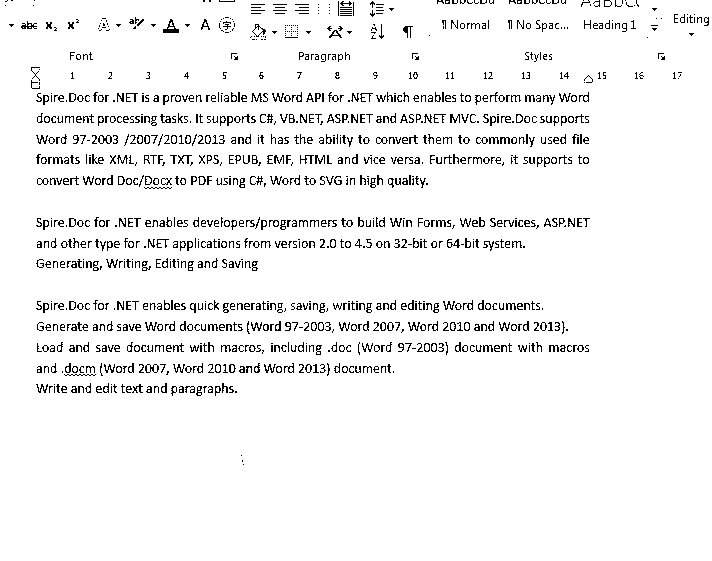 AaBbCcDd AaBbCcDd AaBbCc
abc x₂ x² A aby A A 字
¶ Normal ¶ No Spac... Heading 1 Editing
Font Paragraph Styles
1 2 3 4 5 6 7 8 9 10 11 12 13 14 15 16 17
Spire.Doc for .NET is a proven reliable MS Word API for .NET which enables to perform many Word
document processing tasks. It supports C#, VB.NET, ASP.NET and ASP.NET MVC. Spire.Doc supports
Word 97-2003 /2007/2010/2013 and it has the ability to convert them to commonly used file
formats like XML, RTF, TXT, XPS, EPUB, EMF, HTML and vice versa. Furthermore, it supports to
convert Word Doc/Docx to PDF using C#, Word to SVG in high quality.
Spire.Doc for .NET enables developers/programmers to build Win Forms, Web Services, ASP.NET
and other type for .NET applications from version 2.0 to 4.5 on 32-bit or 64-bit system.
Generating, Writing, Editing and Saving
Spire.Doc for .NET enables quick generating, saving, writing and editing Word documents.
Generate and save Word documents (Word 97-2003, Word 2007, Word 2010 and Word 2013).
Load and save document with macros, including .doc (Word 97-2003) document with macros
and .docm (Word 2007, Word 2010 and Word 2013) document.
Write and edit text and paragraphs.